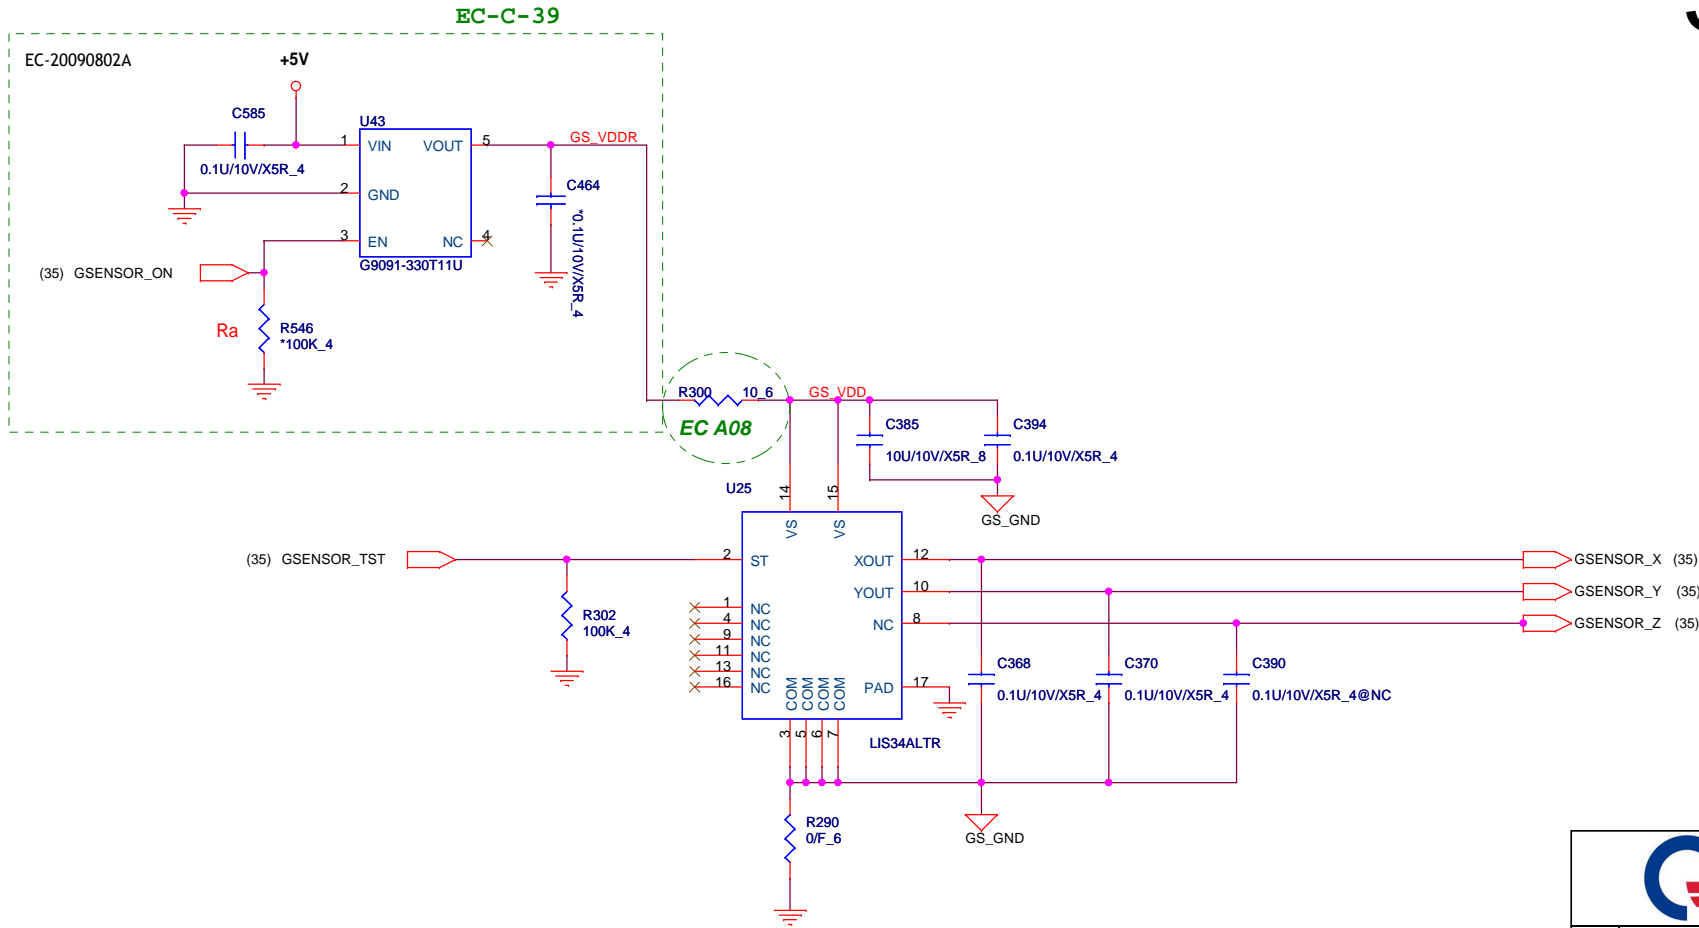 EC-C-39
EC-20090802A
+5V
C585
0.1U/10V/X5R_4
U43
1
VIN
VOUT
5
GS_VDDR
2
GND
C464
*0.1U/10V/X5R_4
3
EN
NC
4
G9091-330T11U
(35) GSENSOR_ON
Ra
R546
*100K_4
R300
10_6
GS_VDD
EC A08
C385
10U/10V/X5R_8
C394
0.1U/10V/X5R_4
GS_GND
U25
14
15
VS
VS
(35) GSENSOR_TST
2
ST
XOUT
12
GSENSOR_X (35)
YOUT
10
GSENSOR_Y (35)
NC
8
GSENSOR_Z (35)
R302
100K_4
1
NC
4
NC
9
NC
11
NC
13
NC
16
NC
PAD
17
COM
COM
COM
COM
3
5
6
7
LIS34ALTR
C368
0.1U/10V/X5R_4
C370
0.1U/10V/X5R_4
C390
0.1U/10V/X5R_4@NC
R290
0/F_6
GS_GND